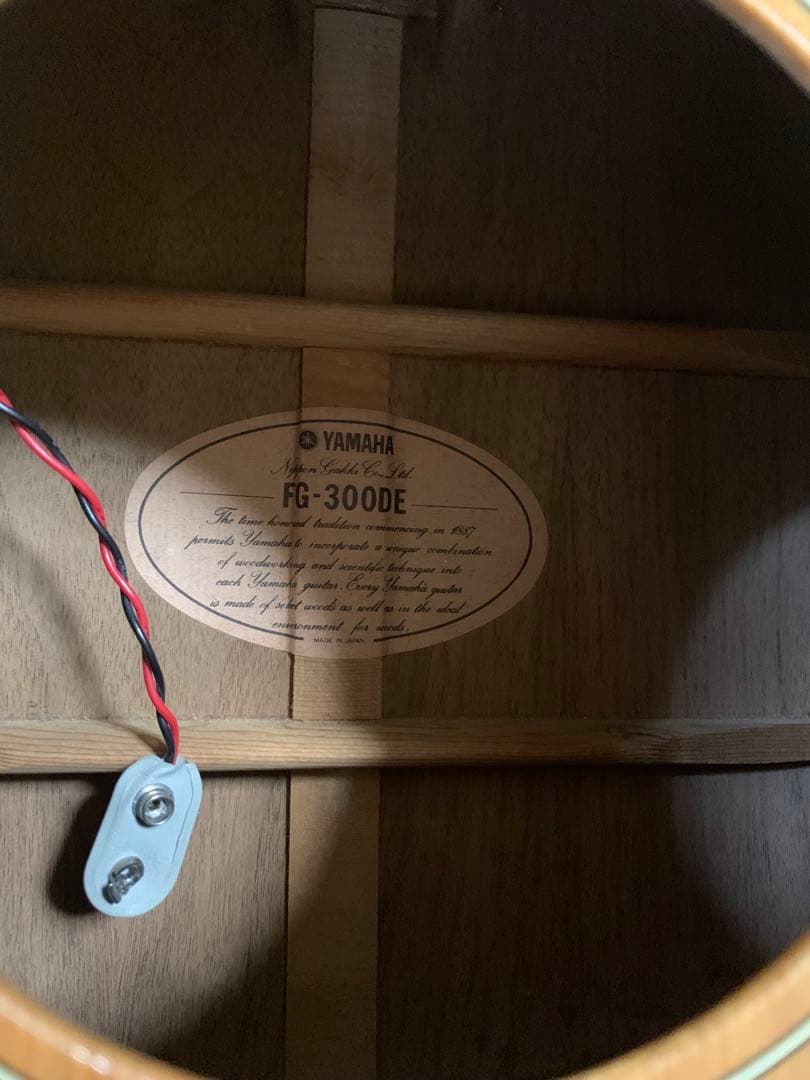 YAMAHA
Nippon Gakki Co., Ltd.
FG-300DE
The time honored tradition commencing in 1887
permits Yamaha to incorporate a unique combination
of woodworking and scientific technique into
each Yamaha guitar. Every Yamaha guitar
is made of select woods as well as in the ideal
environment for woods.
MADE IN JAPAN